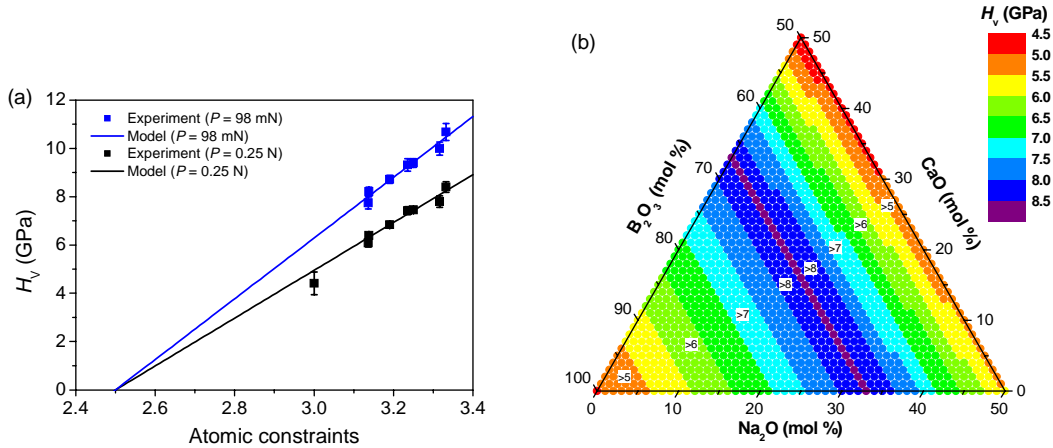 (a)
12
10
8
6
4
2
0
H_V (GPa)
Experiment (P = 98 mN)
Model (P = 98 mN)
Experiment (P = 0.25 N)
Model (P = 0.25 N)
2.4 2.6 2.8 3.0 3.2 3.4
Atomic constraints
(b)
H_v (GPa)
4.5
5.0
5.5
6.0
6.5
7.0
7.5
8.0
8.5
50
60
70
80
90
100
B₂O₃ (mol %)
50
40
30
20
10
0
CaO (mol %)
>5
>6
>7
>8
>8
>7
>6
>5
0 10 20 30 40 50
Na₂O (mol %)